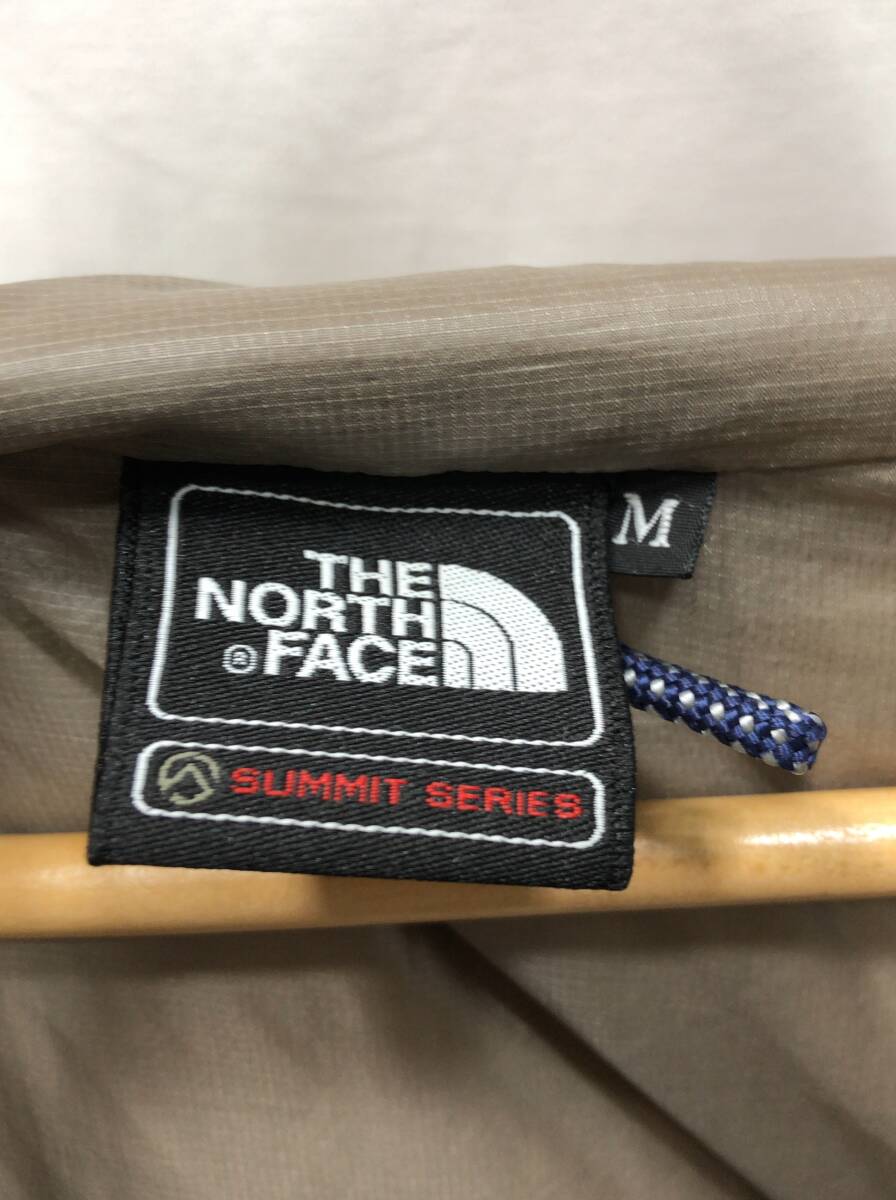 THE
NORTH
® FACE
SUMMIT SERIES
M